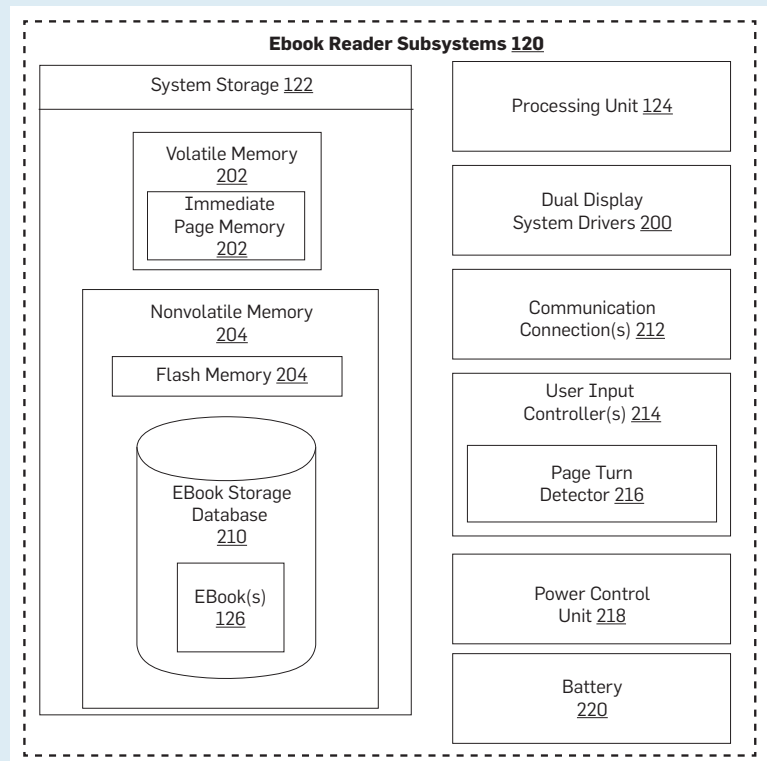 Ebook Reader Subsystems 120
System Storage 122
Volatile Memory
202
Immediate
Page Memory
202
Nonvolatile Memory
204
Flash Memory 204
EBook Storage
Database
210
EBook(s)
126
Processing Unit 124
Dual Display
System Drivers 200
Communication
Connection(s) 212
User Input
Controller(s) 214
Page Turn
Detector 216
Power Control
Unit 218
Battery
220